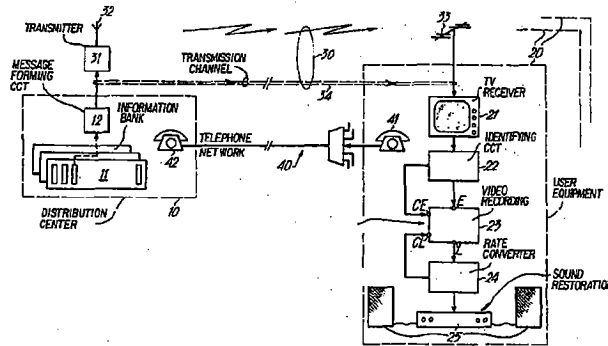 32
TRANSMITTER
31
MESSAGE
FORMING
CCT
12
INFORMATION
BANK
11
DISTRIBUTION
CENTER
10
42
TELEPHONE
NETWORK
40
41
TRANSMISSION
CHANNEL
30
34
33
20
TV
RECEIVER
21
IDENTIFYING
CCT
22
CE
E
VIDEO
RECORDING
23
CL
L
RATE
CONVERTER
24
USER EQUIPMENT
SOUND
RESTORATION
25